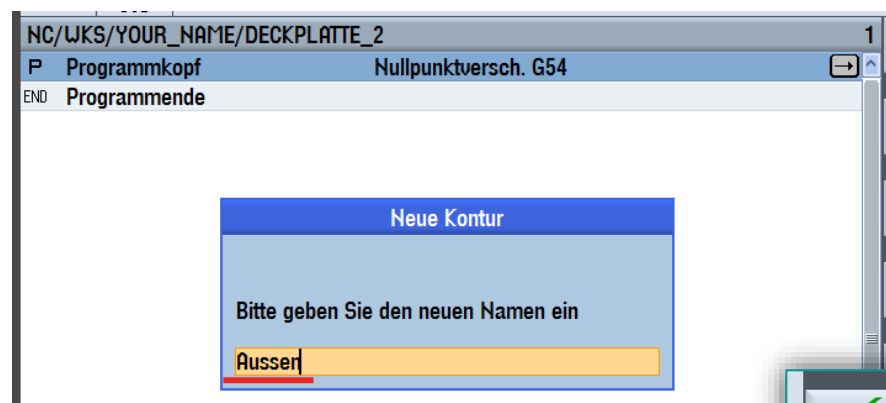 NC/WKS/YOUR_NAME/DECKPLATTE_2 1
P Programmkopf Nullpunktversch. G54
END Programmende
Neue Kontur
Bitte geben Sie den neuen Namen ein
Aussen